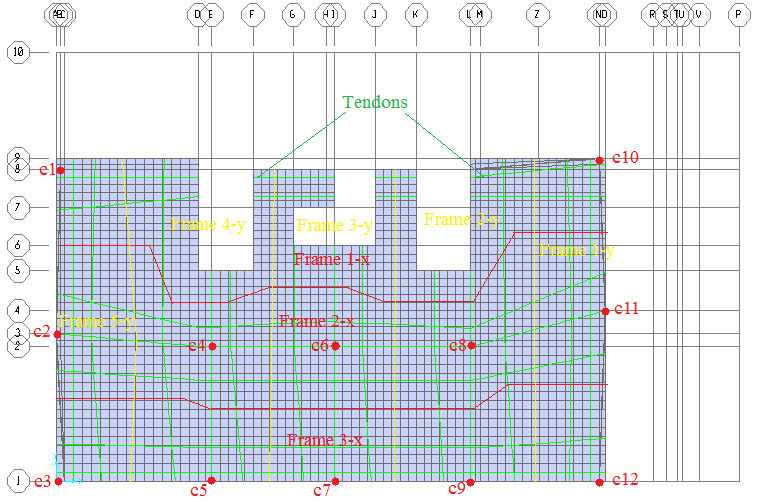 D E F G H I J K L M Z N O R S T U V P
10
Tendons
9
c10
8
c1
7
Frame 4-y Frame 3-y Frame 2-y
6
Frame 1-y
Frame 1-x
5
4
c11
Frame 5-y Frame 2-x
3
c2
2
c4 c6 c8
Frame 3-x
1
c3 c5 c7 c9 c12